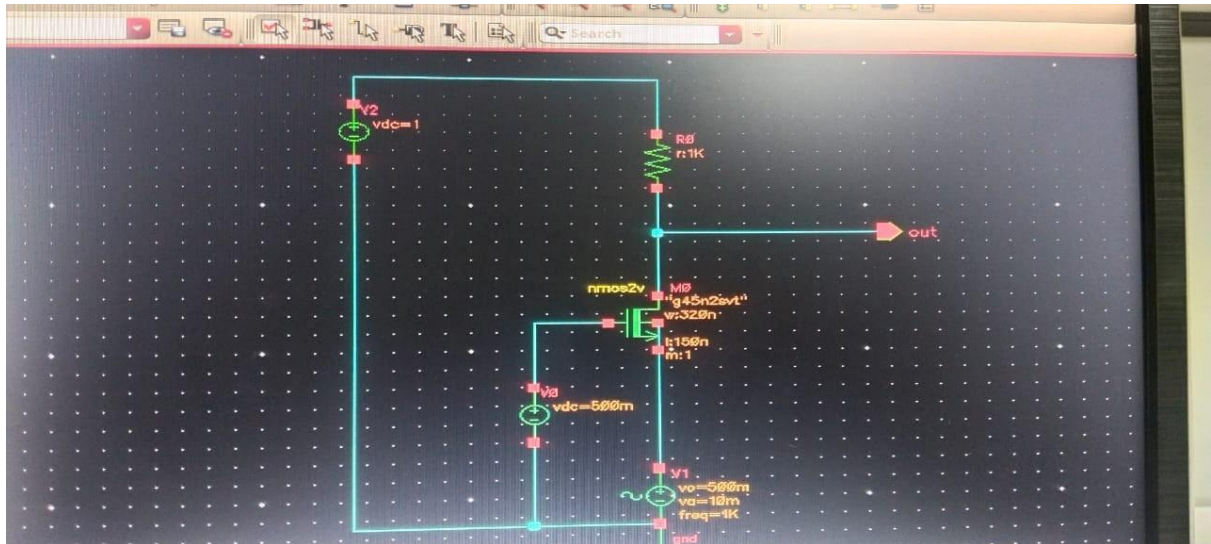 Search
V2
vdc=1
R0
r:1K
out
nmos2v
M0
"g45n2svt"
w:320n
l:150n
m:1
V0
vdc=500m
V1
vo=500m
va=10m
freq=1K
gnd